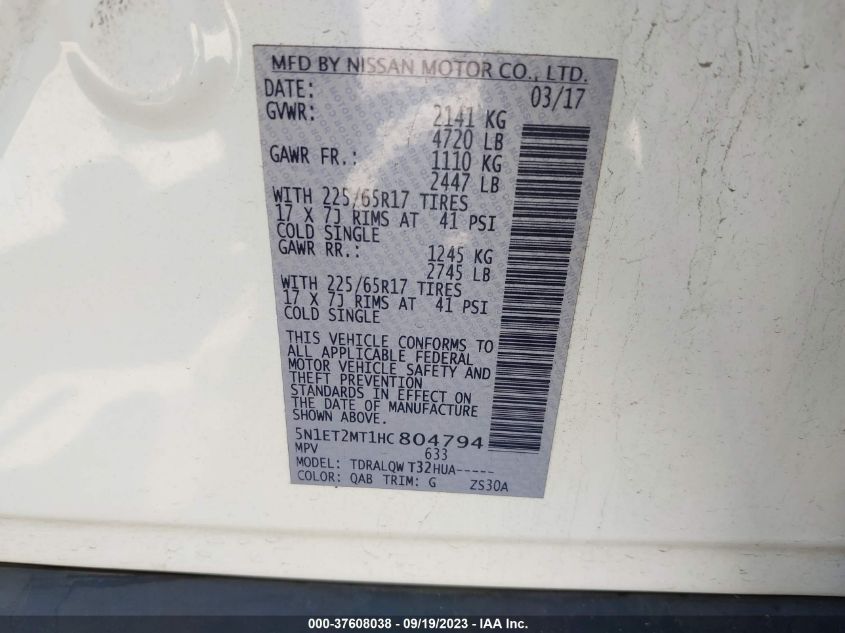 MFD BY NISSAN MOTOR CO., LTD.
DATE: 03/17
GVWR: 2141 KG
4720 LB
GAWR FR.: 1110 KG
2447 LB
WITH 225/65R17 TIRES
17 X 7J RIMS AT 41 PSI
COLD SINGLE
GAWR RR.: 1245 KG
2745 LB
WITH 225/65R17 TIRES
17 X 7J RIMS AT 41 PSI
COLD SINGLE
THIS VEHICLE CONFORMS TO
ALL APPLICABLE FEDERAL
MOTOR VEHICLE SAFETY AND
THEFT PREVENTION
STANDARDS IN EFFECT ON
THE DATE OF MANUFACTURE
SHOWN ABOVE.
5N1ET2MT1HC804794
MPV 633
MODEL: TDRALQW T32HUA-----
COLOR: QAB TRIM: G ZS30A
000-37608038 - 09/19/2023 - IAA Inc.